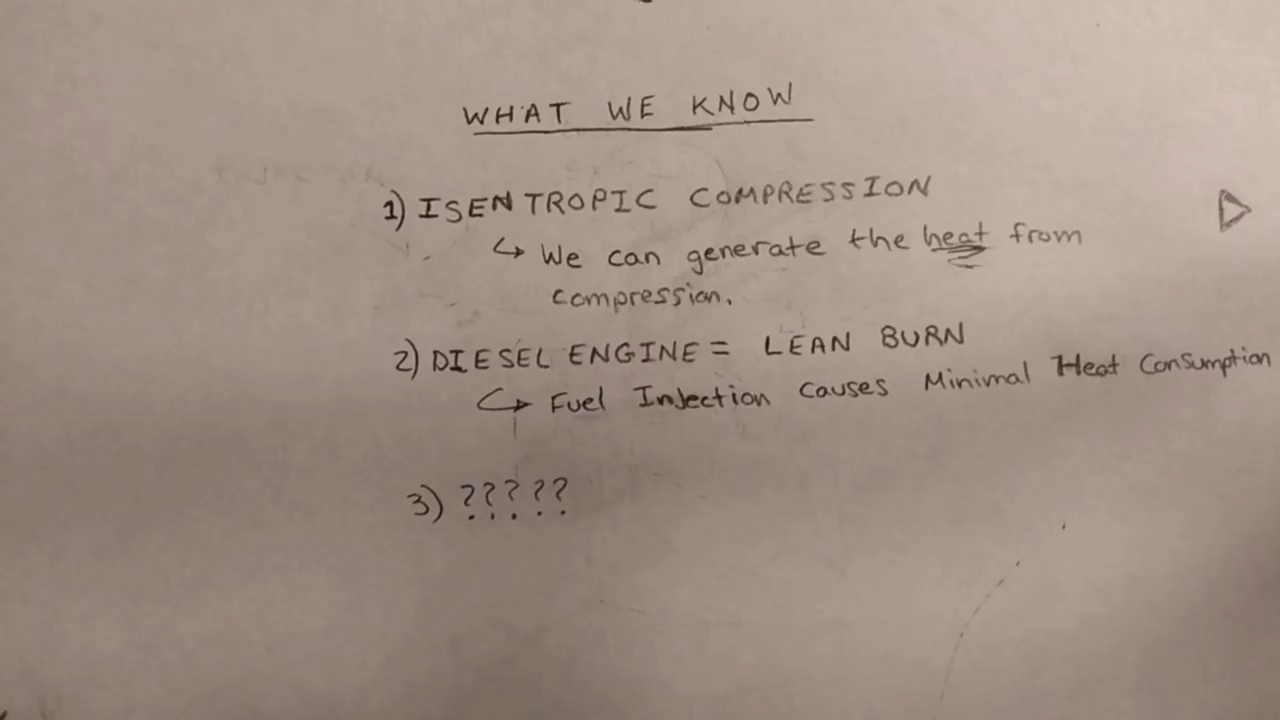 WHAT WE KNOW
1) ISENTROPIC COMPRESSION
↳ We can generate the heat from
compression.
2) DIESEL ENGINE = LEAN BURN
↳ Fuel Injection Causes Minimal Heat Consumption
3) ?????